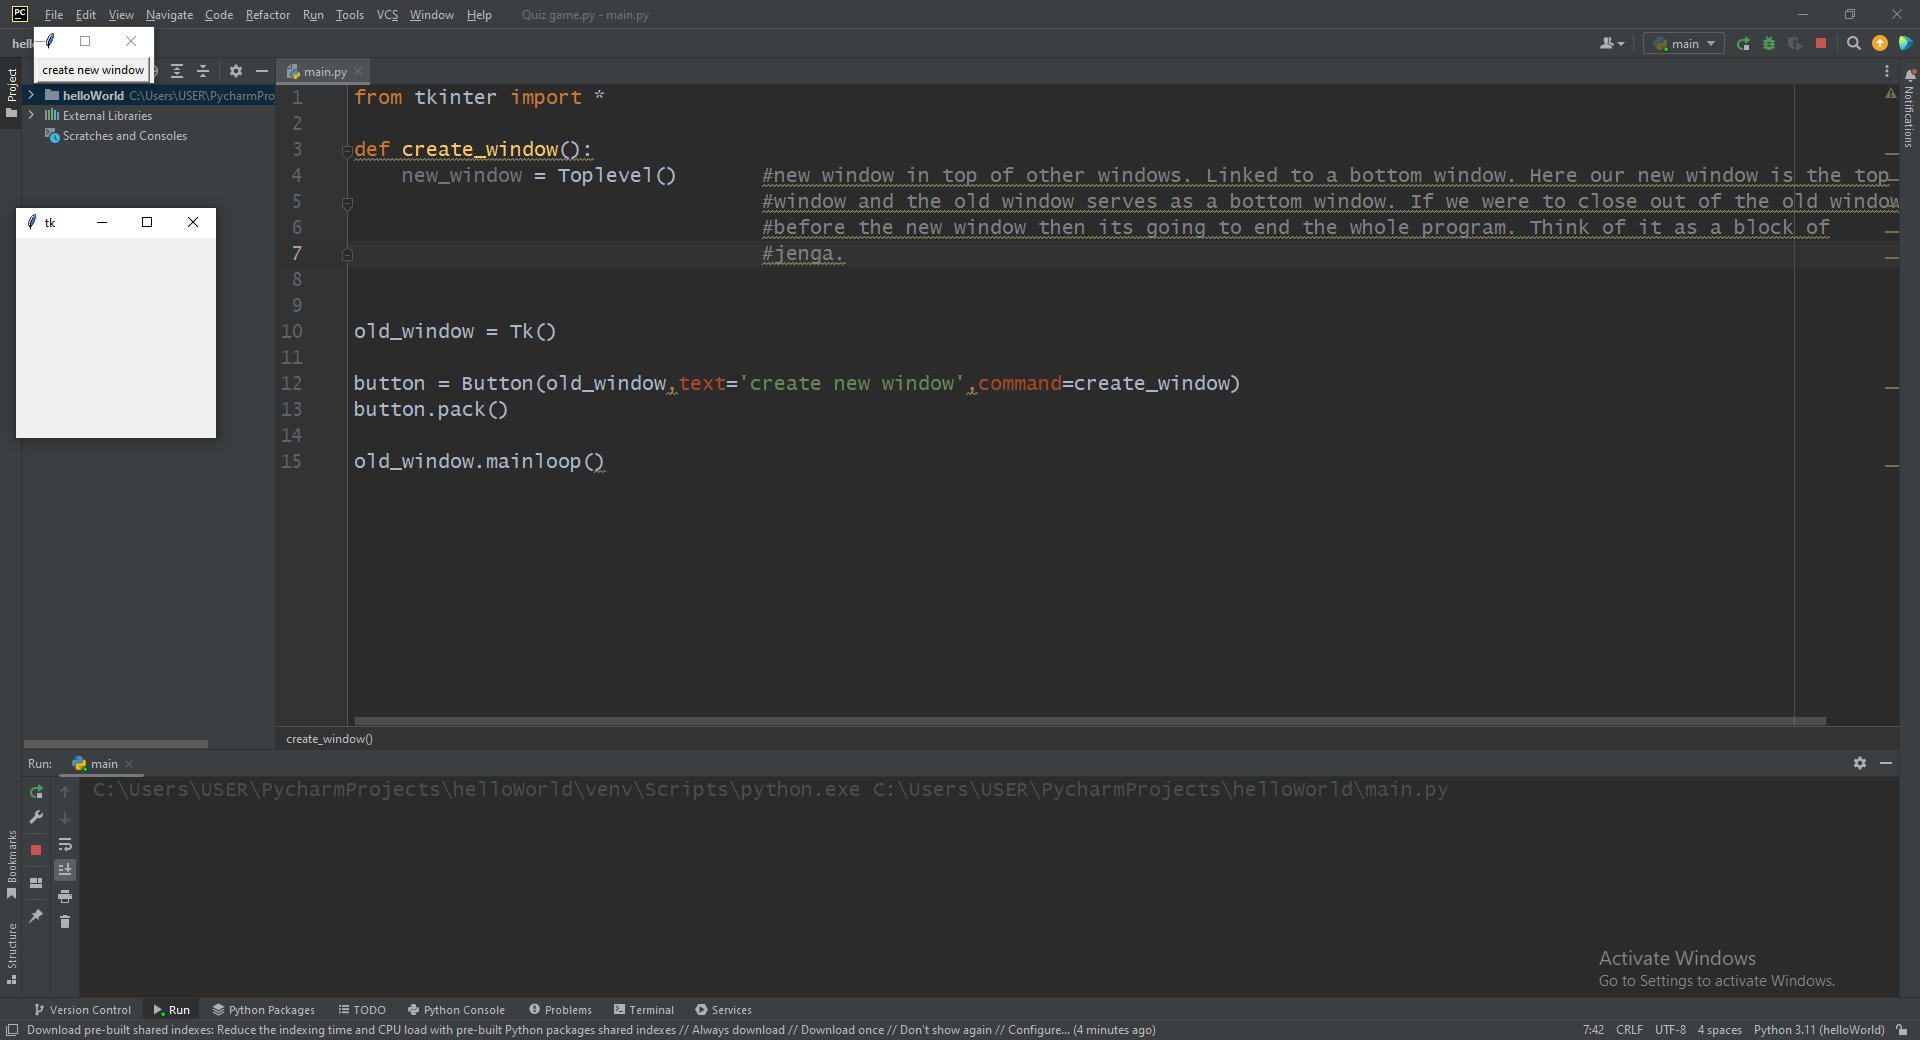 PC File Edit View Navigate Code Refactor Run Tools VCS Window Help Quiz game.py - main.py
hell
main
create new window
main.py
Project
helloWorld C:\Users\USER\PycharmPro
External Libraries
Scratches and Consoles
tk
1 from tkinter import *
2
3 def create_window():
4 new_window = Toplevel() #new window in top of other windows. Linked to a bottom window. Here our new window is the top
5 #window and the old window serves as a bottom window. If we were to close out of the old window
6 #before the new window then its going to end the whole program. Think of it as a block of
7 #jenga.
8
9
10 old_window = Tk()
11
12 button = Button(old_window,text='create new window',command=create_window)
13 button.pack()
14
15 old_window.mainloop()
Notifications
create_window()
Run: main
C:\Users\USER\PycharmProjects\helloWorld\venv\Scripts\python.exe C:\Users\USER\PycharmProjects\helloWorld\main.py
Bookmarks
Structure
Activate Windows
Go to Settings to activate Windows.
Version Control Run Python Packages TODO Python Console Problems Terminal Services
Download pre-built shared indexes: Reduce the indexing time and CPU load with pre-built Python packages shared indexes // Always download // Download once // Don't show again // Configure... (4 minutes ago) 7:42 CRLF UTF-8 4 spaces Python 3.11 (helloWorld)